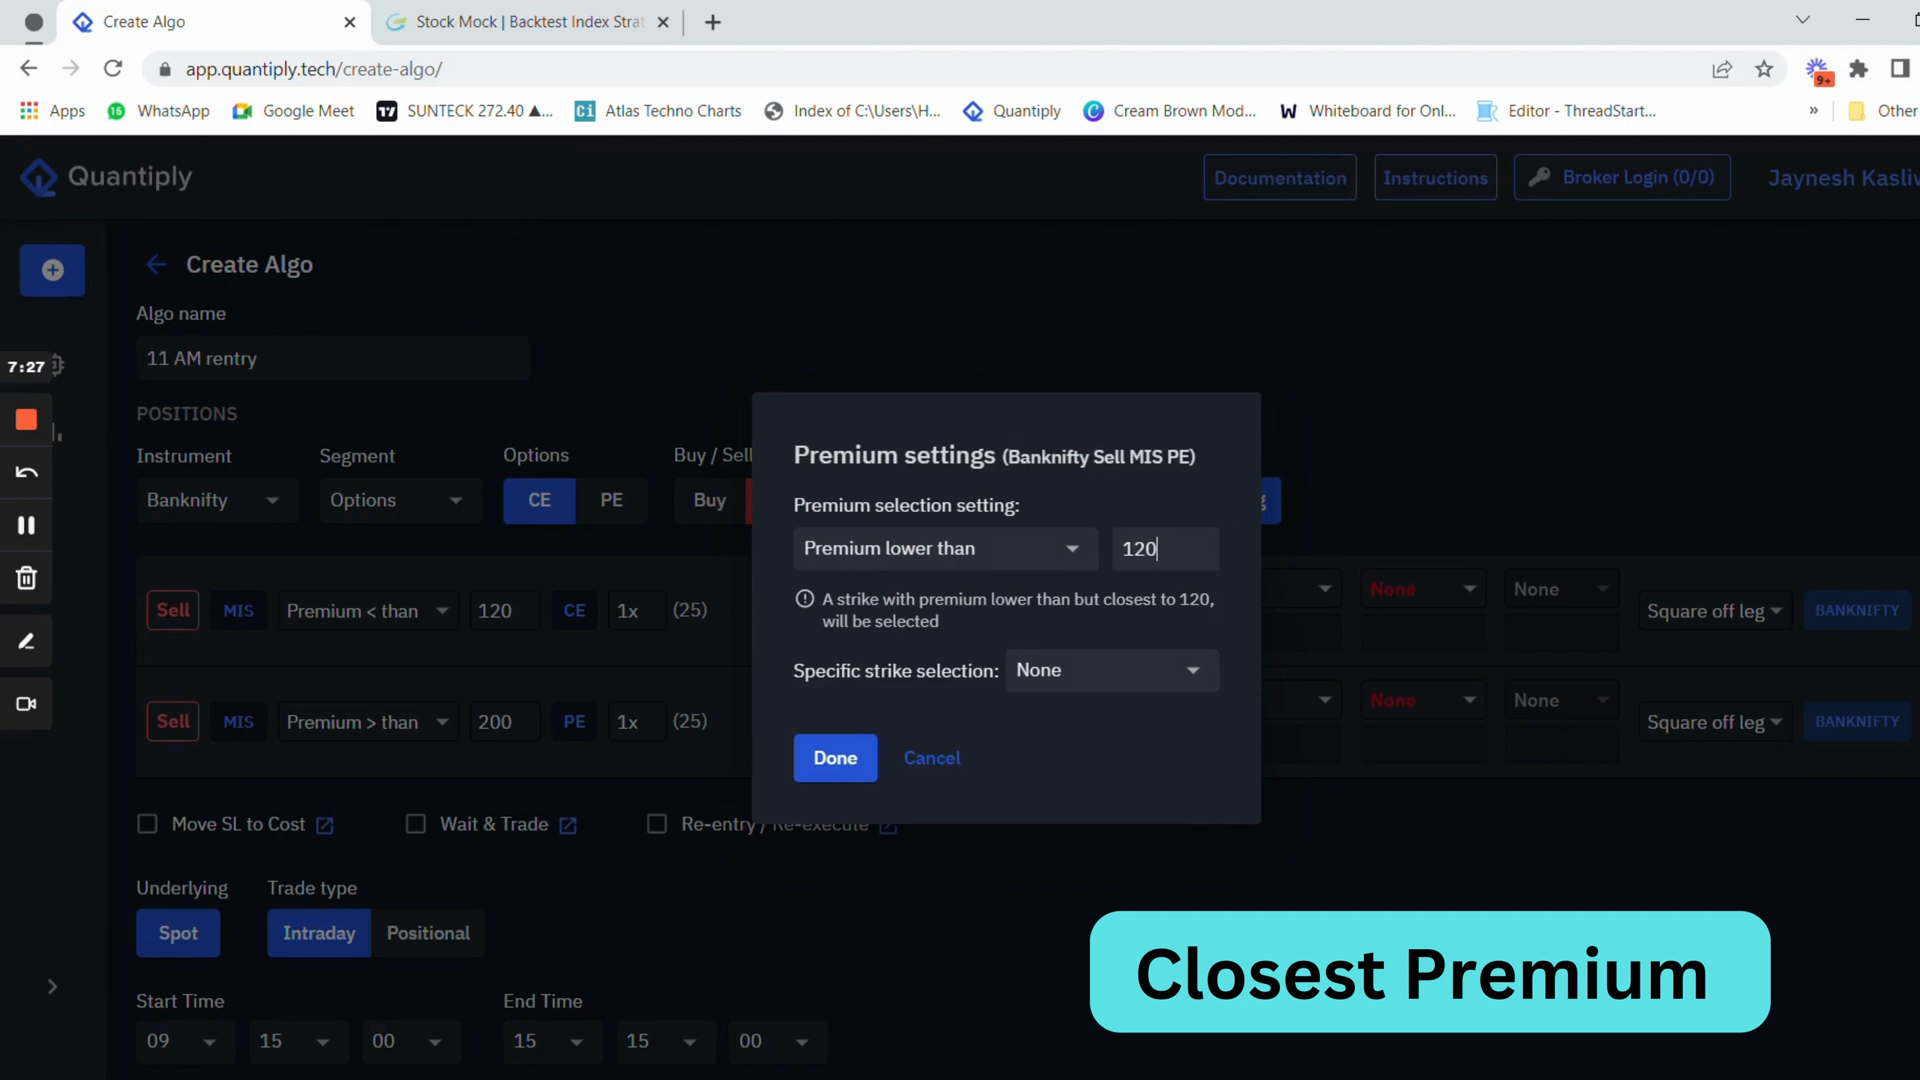 Create Algo
Stock Mock | Backtest Index Strat
app.quantiply.tech/create-algo/
9+
Apps
16
WhatsApp
Google Meet
SUNTECK 272.40 ▲...
Ci
Atlas Techno Charts
Index of C:\Users\H...
Quantiply
Cream Brown Mod...
W
Whiteboard for Onl...
Editor - ThreadStart...
»
Other
Quantiply
Documentation
Instructions
Broker Login (0/0)
Jaynesh Kasliv
Create Algo
Algo name
11 AM rentry
7:27
POSITIONS
Instrument
Segment
Options
Buy / Sell
Banknifty
Options
CE
PE
Buy
g
Premium settings (Banknifty Sell MIS PE)
Premium selection setting:
Premium lower than
120
A strike with premium lower than but closest to 120,
will be selected
Specific strike selection:
None
Done
Cancel
Sell
MIS
Premium < than
120
CE
1x
(25)
None
None
Square off leg
BANKNIFTY
Sell
MIS
Premium > than
200
PE
1x
(25)
None
None
Square off leg
BANKNIFTY
Move SL to Cost
Wait & Trade
Re-entry / Re-execute
Underlying
Trade type
Spot
Intraday
Positional
Closest Premium
Start Time
End Time
09
15
00
15
15
00